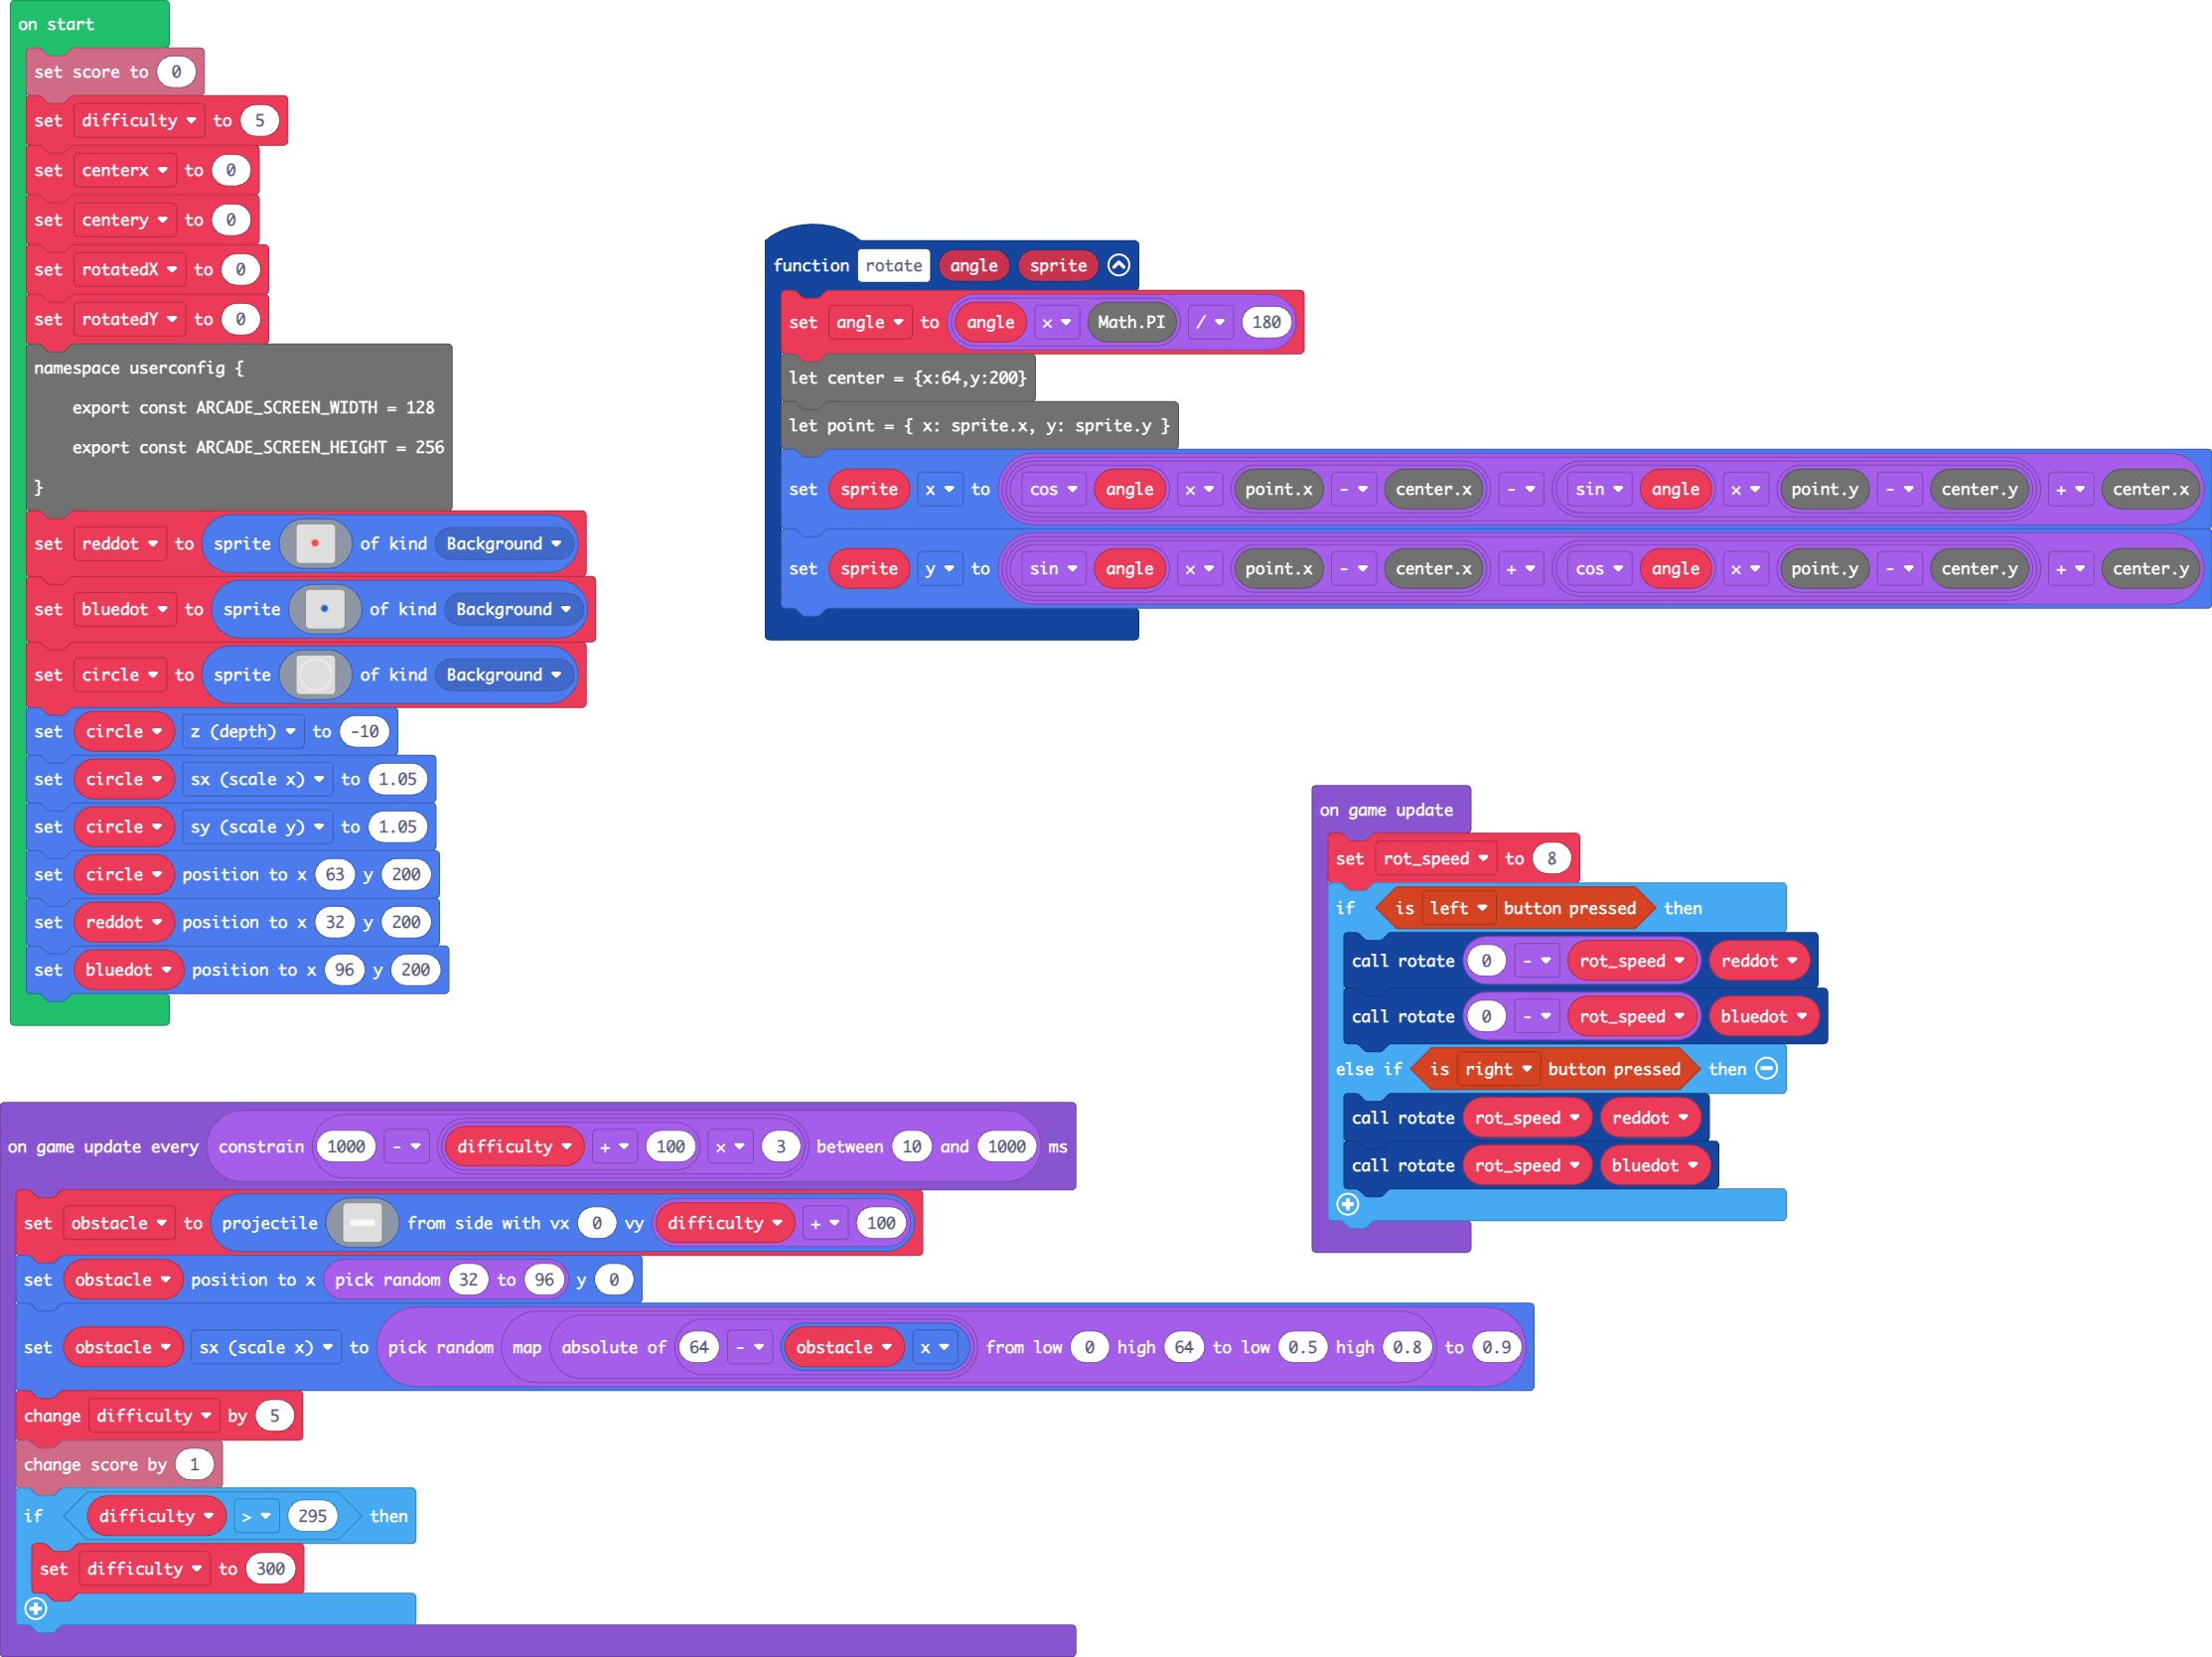 on start
set score to 0
set difficulty to 5
set centerx to 0
set centery to 0
set rotatedX to 0
set rotatedY to 0
namespace userconfig {
export const ARCADE_SCREEN_WIDTH = 128
export const ARCADE_SCREEN_HEIGHT = 256
}
set reddot to sprite of kind Background
set bluedot to sprite of kind Background
set circle to sprite of kind Background
set circle z (depth) to -10
set circle sx (scale x) to 1.05
set circle sy (scale y) to 1.05
set circle position to x 63 y 200
set reddot position to x 32 y 200
set bluedot position to x 96 y 200
function rotate angle sprite
set angle to angle x Math.PI / 180
let center = {x:64,y:200}
let point = { x: sprite.x, y: sprite.y }
set sprite x to cos angle x point.x - center.x - sin angle x point.y - center.y + center.x
set sprite y to sin angle x point.x - center.x + cos angle x point.y - center.y + center.y
on game update
set rot_speed to 8
if is left button pressed then
call rotate 0 - rot_speed reddot
call rotate 0 - rot_speed bluedot
else if is right button pressed then
call rotate rot_speed reddot
call rotate rot_speed bluedot
on game update every constrain 1000 - difficulty + 100 x 3 between 10 and 1000 ms
set obstacle to projectile from side with vx 0 vy difficulty + 100
set obstacle position to x pick random 32 to 96 y 0
set obstacle sx (scale x) to pick random map absolute of 64 - obstacle x from low 0 high 64 to low 0.5 high 0.8 to 0.9
change difficulty by 5
change score by 1
if difficulty > 295 then
set difficulty to 300